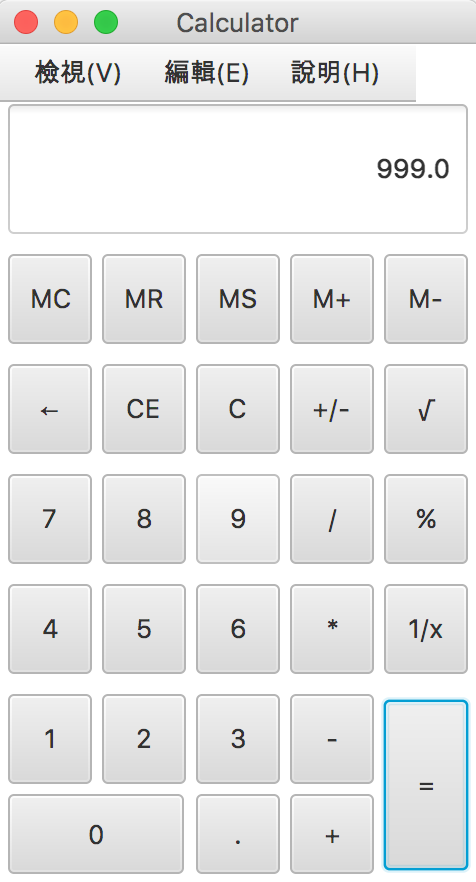 Calculator
檢視(V) 編輯(E) 說明(H)
999.0
MC MR MS M+ M-
← CE C +/- √
7 8 9 / %
4 5 6 * 1/x
1 2 3 -
=
0 . +